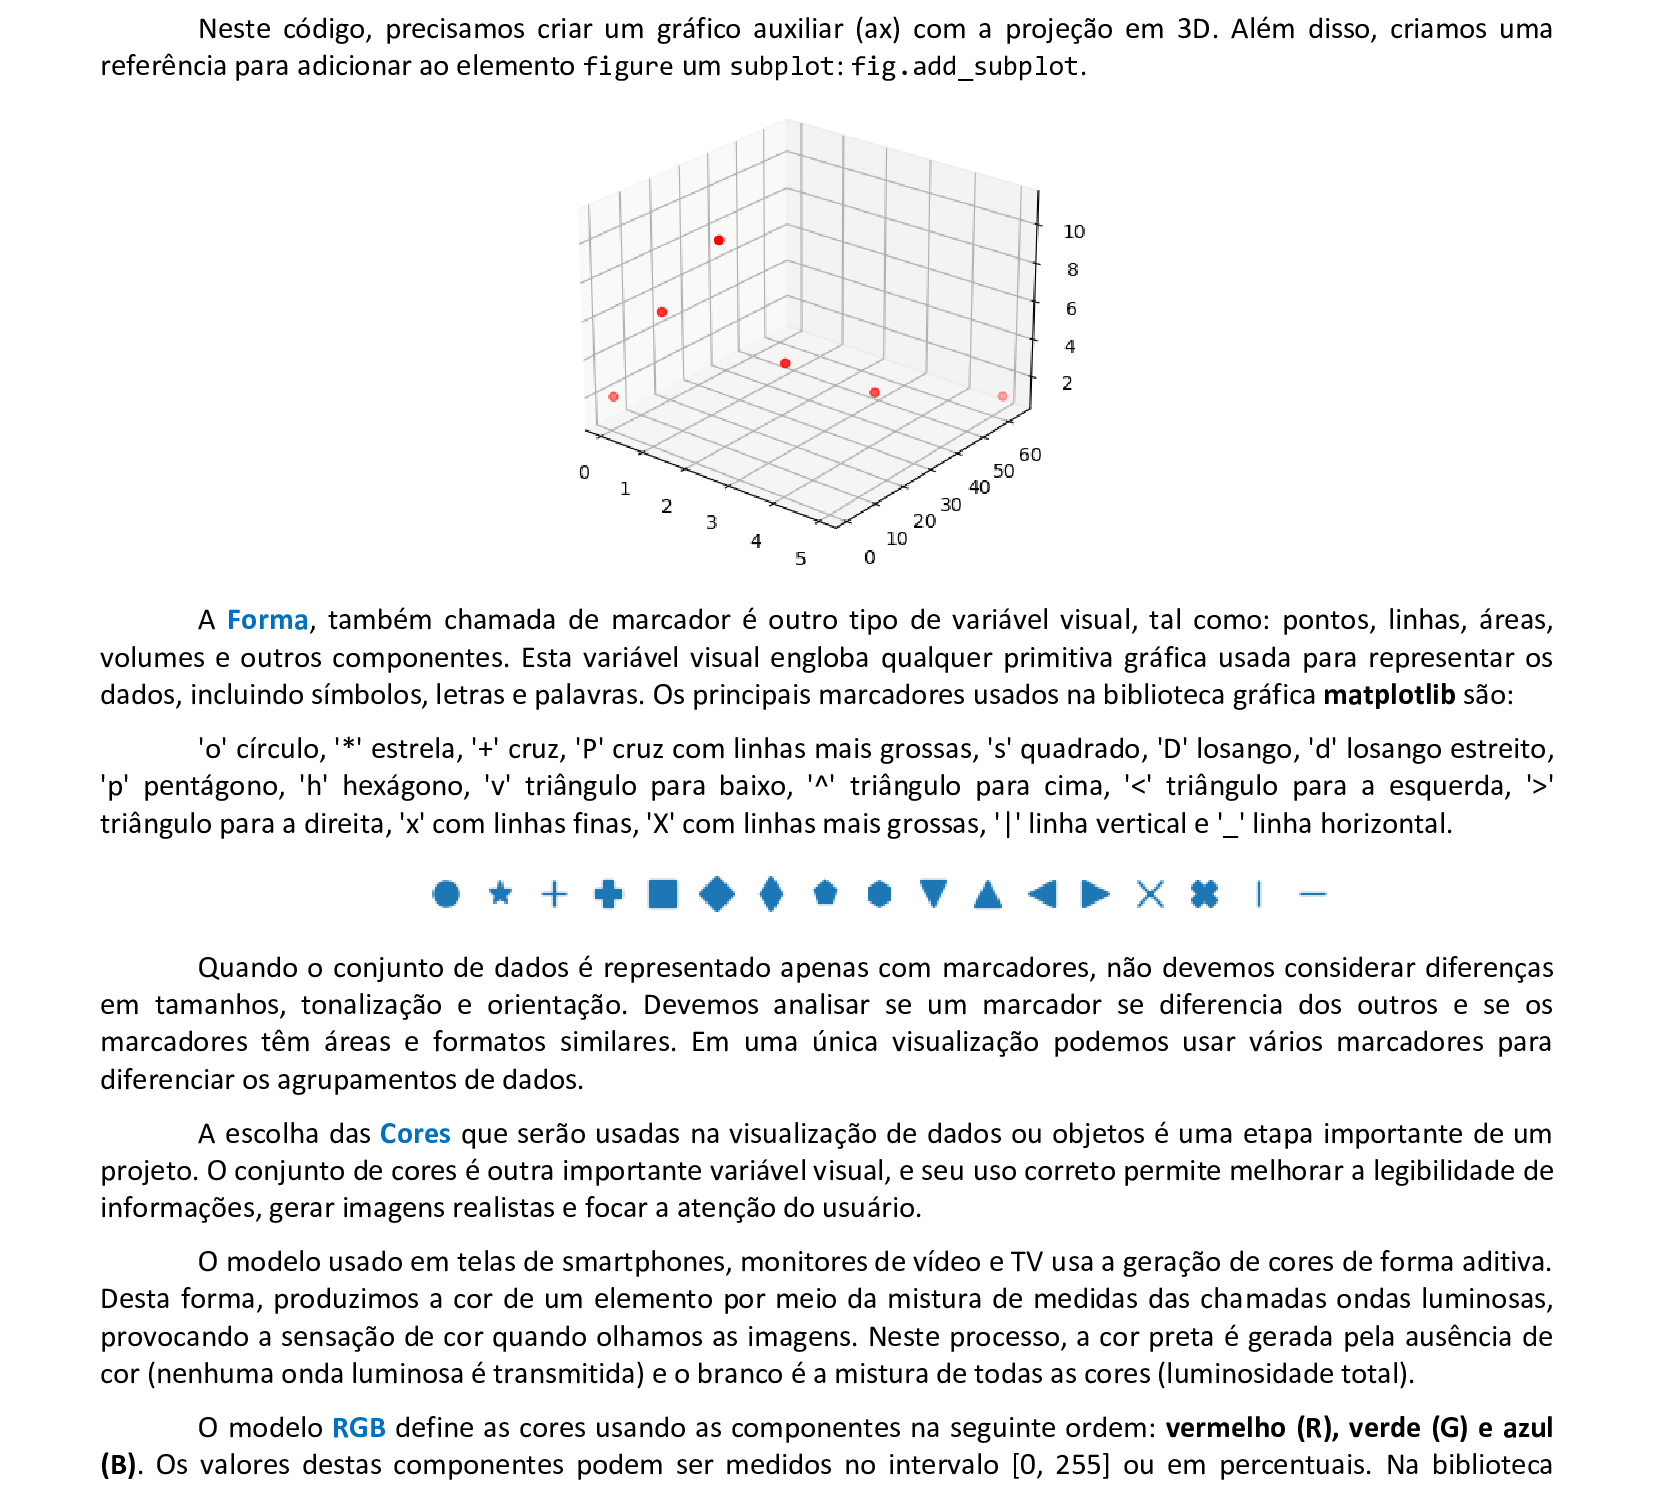 Neste código, precisamos criar um gráfico auxiliar (ax) com a projeção em 3D. Além disso, criamos uma
referência para adicionar ao elemento figure um subplot: fig.add_subplot.
10
8
6
4
2
0
1
2
3
4
5
0
10
20
30
40
50
60
A Forma, também chamada de marcador é outro tipo de variável visual, tal como: pontos, linhas, áreas,
volumes e outros componentes. Esta variável visual engloba qualquer primitiva gráfica usada para representar os
dados, incluindo símbolos, letras e palavras. Os principais marcadores usados na biblioteca gráfica matplotlib são:
'o' círculo, '*' estrela, '+' cruz, 'P' cruz com linhas mais grossas, 's' quadrado, 'D' losango, 'd' losango estreito,
'p' pentágono, 'h' hexágono, 'v' triângulo para baixo, '^' triângulo para cima, '<' triângulo para a esquerda, '>'
triângulo para a direita, 'x' com linhas finas, 'X' com linhas mais grossas, '|' linha vertical e '_' linha horizontal.
Quando o conjunto de dados é representado apenas com marcadores, não devemos considerar diferenças
em tamanhos, tonalização e orientação. Devemos analisar se um marcador se diferencia dos outros e se os
marcadores têm áreas e formatos similares. Em uma única visualização podemos usar vários marcadores para
diferenciar os agrupamentos de dados.
A escolha das Cores que serão usadas na visualização de dados ou objetos é uma etapa importante de um
projeto. O conjunto de cores é outra importante variável visual, e seu uso correto permite melhorar a legibilidade de
informações, gerar imagens realistas e focar a atenção do usuário.
O modelo usado em telas de smartphones, monitores de vídeo e TV usa a geração de cores de forma aditiva.
Desta forma, produzimos a cor de um elemento por meio da mistura de medidas das chamadas ondas luminosas,
provocando a sensação de cor quando olhamos as imagens. Neste processo, a cor preta é gerada pela ausência de
cor (nenhuma onda luminosa é transmitida) e o branco é a mistura de todas as cores (luminosidade total).
O modelo RGB define as cores usando as componentes na seguinte ordem: vermelho (R), verde (G) e azul
(B). Os valores destas componentes podem ser medidos no intervalo [0, 255] ou em percentuais. Na biblioteca